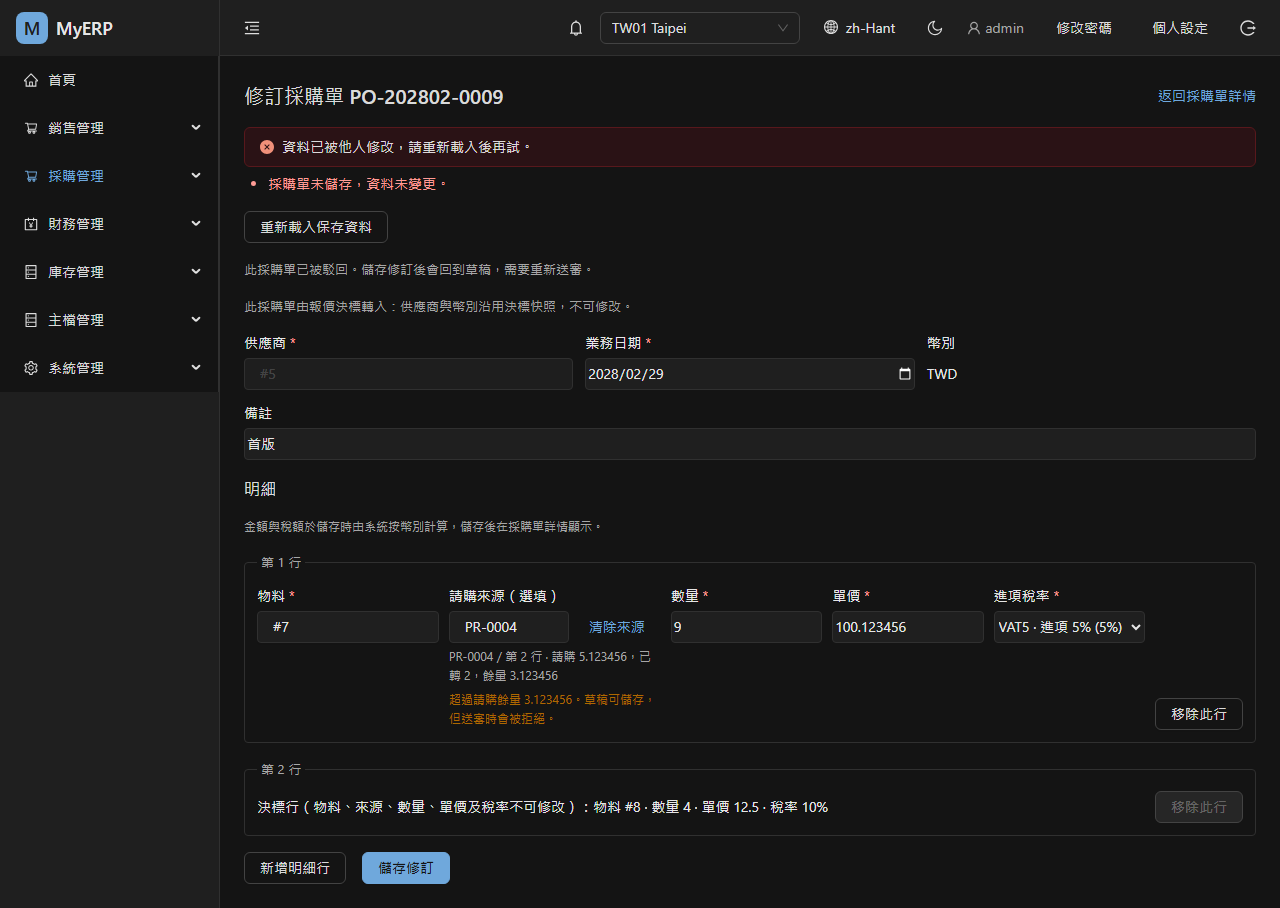 M MyERP
TW01 Taipei
zh-Hant
admin
修改密碼
個人設定
首頁
銷售管理
採購管理
財務管理
庫存管理
主檔管理
系統管理
修訂採購單 PO-202802-0009
返回採購單詳情
資料已被他人修改，請重新載入後再試。
• 採購單未儲存，資料未變更。
重新載入保存資料
此採購單已被駁回。儲存修訂後會回到草稿，需要重新送審。
此採購單由報價決標轉入：供應商與幣別沿用決標快照，不可修改。
供應商 *
業務日期 *
幣別
#5
2028/02/29
TWD
備註
首版
明細
金額與稅額於儲存時由系統按幣別計算，儲存後在採購單詳情顯示。
第 1 行
物料 *
請購來源（選填）
數量 *
單價 *
進項稅率 *
#7
PR-0004
清除來源
9
100.123456
VAT5 · 進項 5% (5%)
PR-0004 / 第 2 行 · 請購 5.123456，已
轉 2，餘量 3.123456
超過請購餘量 3.123456。草稿可儲存，
但送審時會被拒絕。
移除此行
第 2 行
決標行（物料、來源、數量、單價及稅率不可修改）：物料 #8 · 數量 4 · 單價 12.5 · 稅率 10%
移除此行
新增明細行
儲存修訂